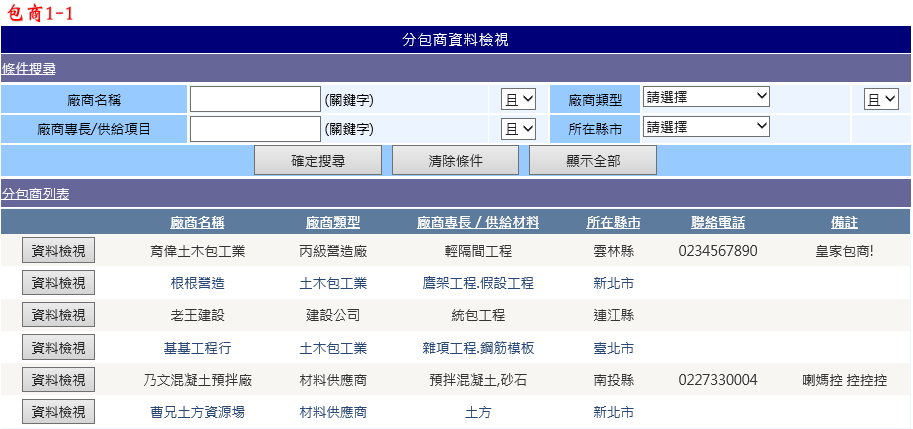 包商1-1
分包商資料檢視
條件搜尋
廠商名稱 (關鍵字) 且 廠商類型 請選擇 且
廠商專長/供給項目 (關鍵字) 且 所在縣市 請選擇
確定搜尋 清除條件 顯示全部
分包商列表
廠商名稱 廠商類型 廠商專長 / 供給材料 所在縣市 聯絡電話 備註
資料檢視 育偉土木包工業 丙級營造廠 輕隔間工程 雲林縣 0234567890 皇家包商!
資料檢視 根根營造 土木包工業 鷹架工程.假設工程 新北市
資料檢視 老王建設 建設公司 統包工程 連江縣
資料檢視 基基工程行 土木包工業 雜項工程.鋼筋模板 臺北市
資料檢視 乃文混凝土預拌廠 材料供應商 預拌混凝土,砂石 南投縣 0227330004 喇媽控 控控控
資料檢視 曹兄土方資源場 材料供應商 土方 新北市